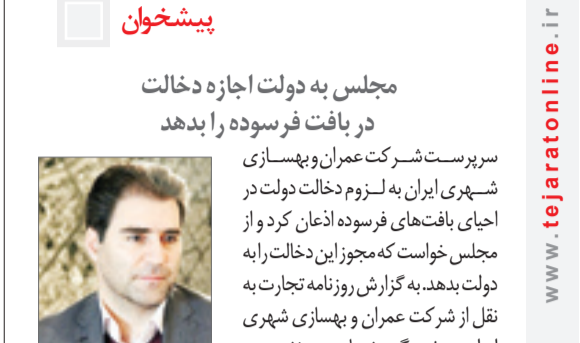 پیشخوان
مجلس به دولت اجازه دخالت
در بافت فرسوده را بدهد
سرپرست شرکت عمران و بهسازی
شهری ایران به لزوم دخالت دولت در
احیای بافت‌های فرسوده اذعان کرد و از
مجلس خواست که مجوز این دخالت را به
دولت بدهد. به گزارش روزنامه تجارت به
نقل از شرکت عمران و بهسازی شهری
www.tejaratonline.ir